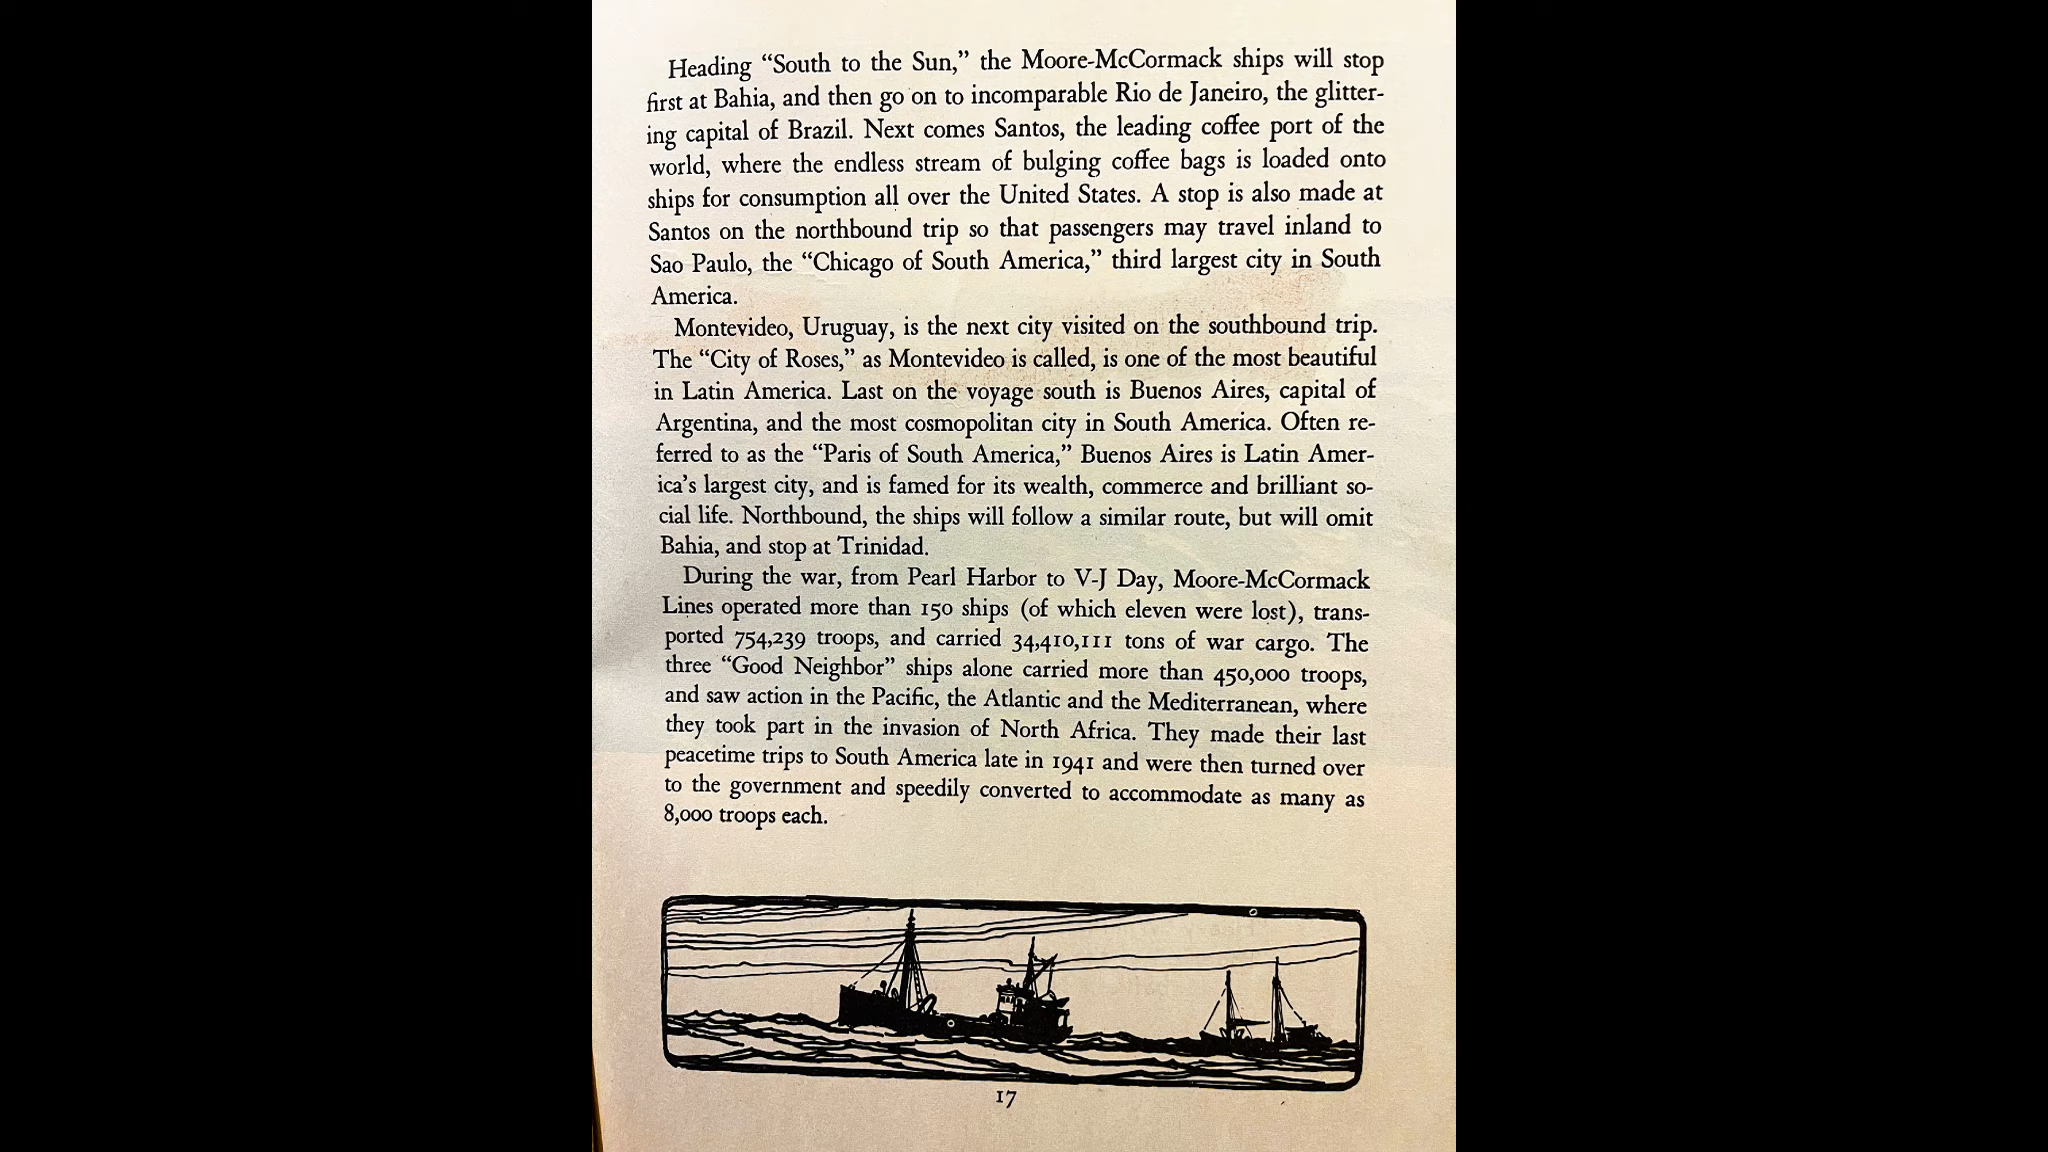 Heading “South to the Sun,” the Moore-McCormack ships will stop
first at Bahia, and then go on to incomparable Rio de Janeiro, the glitter-
ing capital of Brazil. Next comes Santos, the leading coffee port of the
world, where the endless stream of bulging coffee bags is loaded onto
ships for consumption all over the United States. A stop is also made at
Santos on the northbound trip so that passengers may travel inland to
Sao Paulo, the “Chicago of South America,” third largest city in South
America.
Montevideo, Uruguay, is the next city visited on the southbound trip.
The “City of Roses,” as Montevideo is called, is one of the most beautiful
in Latin America. Last on the voyage south is Buenos Aires, capital of
Argentina, and the most cosmopolitan city in South America. Often re-
ferred to as the “Paris of South America,” Buenos Aires is Latin Amer-
ica’s largest city, and is famed for its wealth, commerce and brilliant so-
cial life. Northbound, the ships will follow a similar route, but will omit
Bahia, and stop at Trinidad.
During the war, from Pearl Harbor to V-J Day, Moore-McCormack
Lines operated more than 150 ships (of which eleven were lost), trans-
ported 754,239 troops, and carried 34,410,111 tons of war cargo. The
three “Good Neighbor” ships alone carried more than 450,000 troops,
and saw action in the Pacific, the Atlantic and the Mediterranean, where
they took part in the invasion of North Africa. They made their last
peacetime trips to South America late in 1941 and were then turned over
to the government and speedily converted to accommodate as many as
8,000 troops each.
17